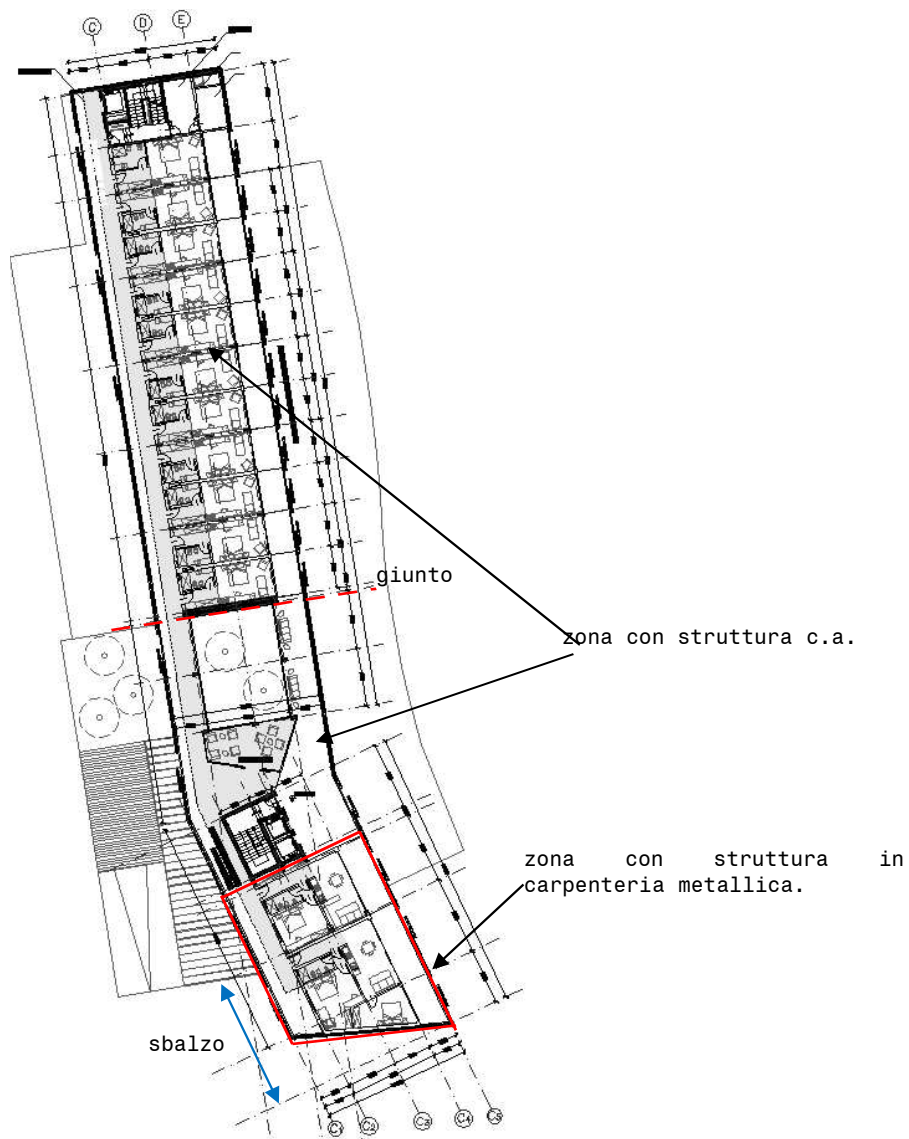 C D E
giunto
zona con struttura c.a.
zona con struttura in
carpenteria metallica.
sbalzo
C1 C2 C3 C4 C5